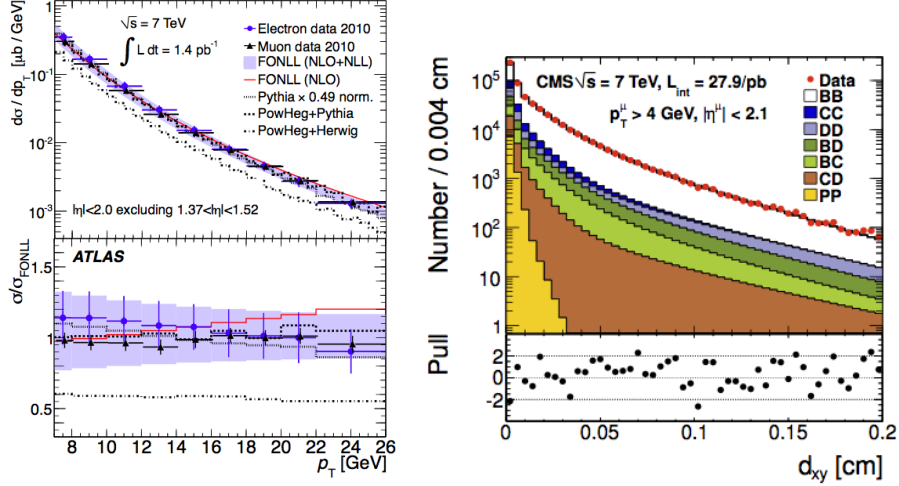 dσ / dp_T [μb / GeV]
√s = 7 TeV
∫ L dt = 1.4 pb⁻¹
Electron data 2010
Muon data 2010
FONLL (NLO+NLL)
FONLL (NLO)
Pythia × 0.49 norm.
PowHeg+Pythia
PowHeg+Herwig
10⁻¹
10⁻²
10⁻³
|η|<2.0 excluding 1.37<|η|<1.52
ATLAS
σ/σ_FONLL
1.5
1
0.5
8 10 12 14 16 18 20 22 24 26
p_T [GeV]
Number / 0.004 cm
10⁵
10⁴
10³
10²
10
1
CMS √s = 7 TeV, L_int = 27.9/pb
p_T^μ > 4 GeV, |η^μ| < 2.1
Data
BB
CC
DD
BD
BC
CD
PP
Pull
2
0
-2
0 0.05 0.1 0.15 0.2
d_xy [cm]